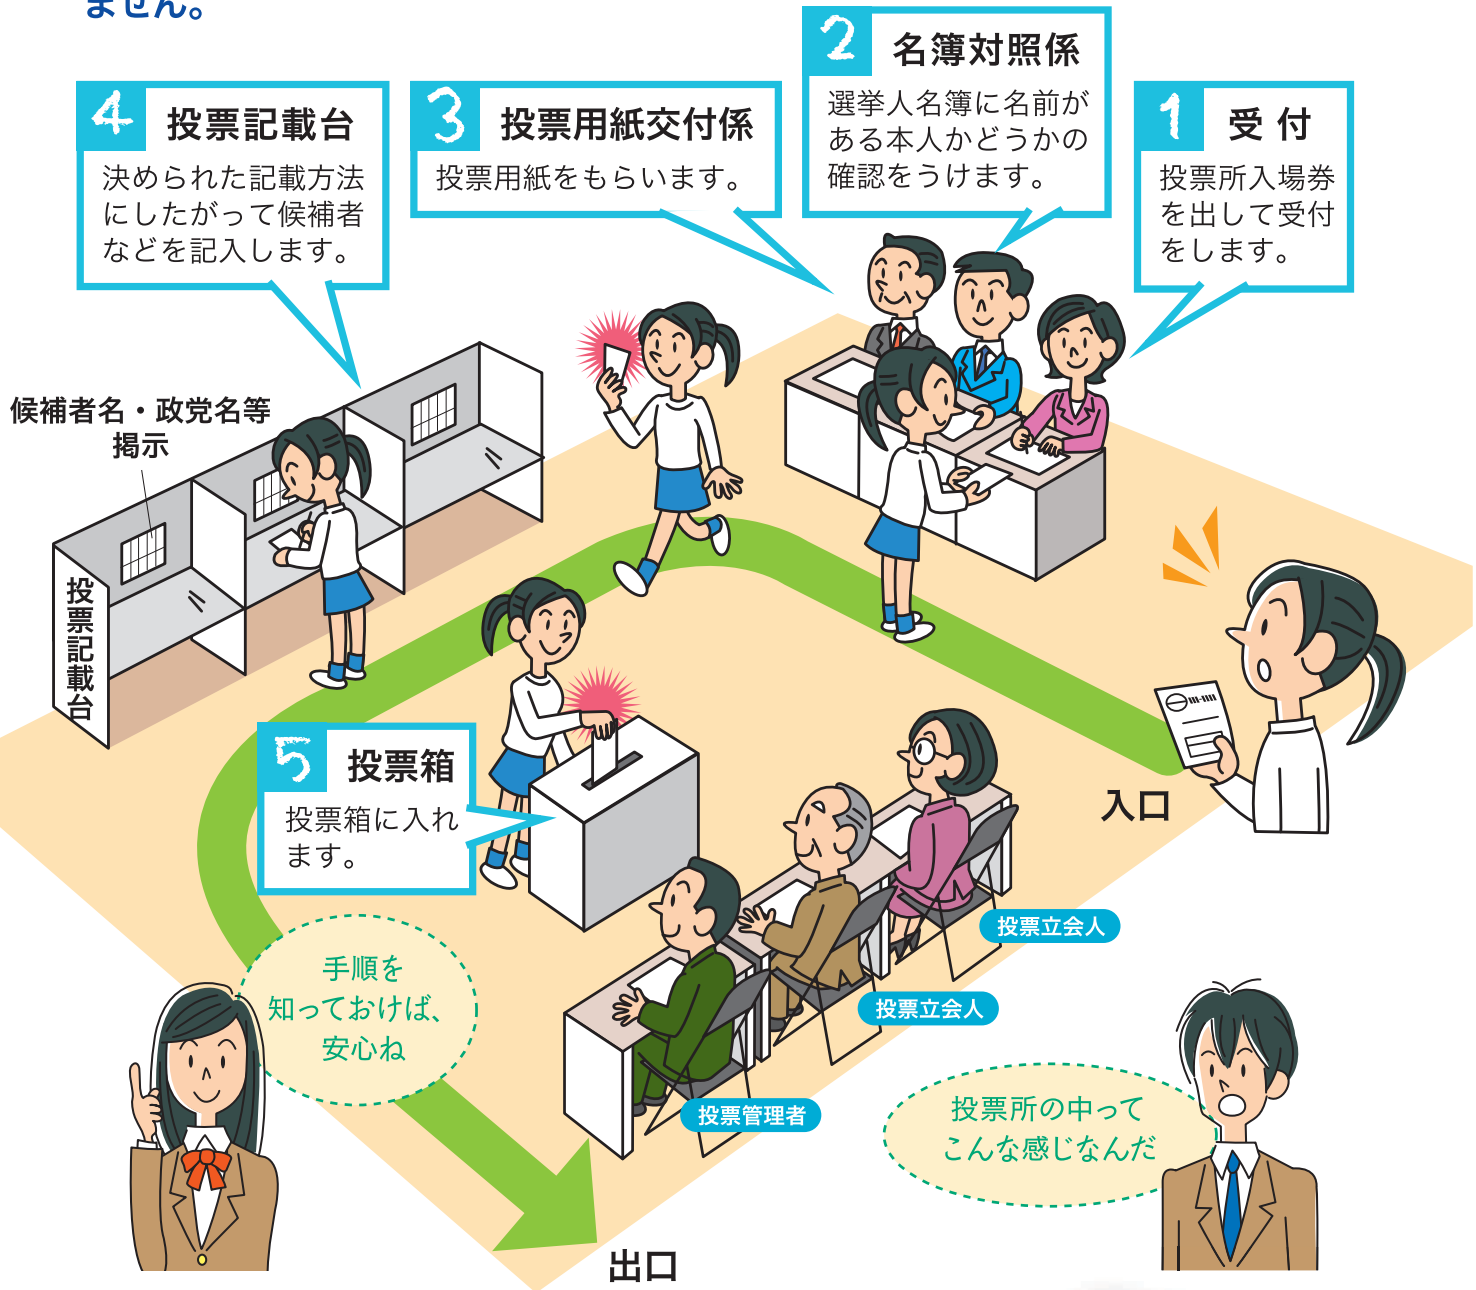 ません。
1
受付
投票所入場券
を出して受付
をします。
2
名簿対照係
選挙人名簿に名前が
ある本人かどうかの
確認をうけます。
3
投票用紙交付係
投票用紙をもらいます。
4
投票記載台
決められた記載方法
にしたがって候補者
などを記入します。
候補者名・政党名等
掲示
投票記載台
5
投票箱
投票箱に入れ
ます。
入口
投票立会人
投票立会人
投票管理者
手順を
知っておけば、
安心ね
投票所の中って
こんな感じなんだ
出口